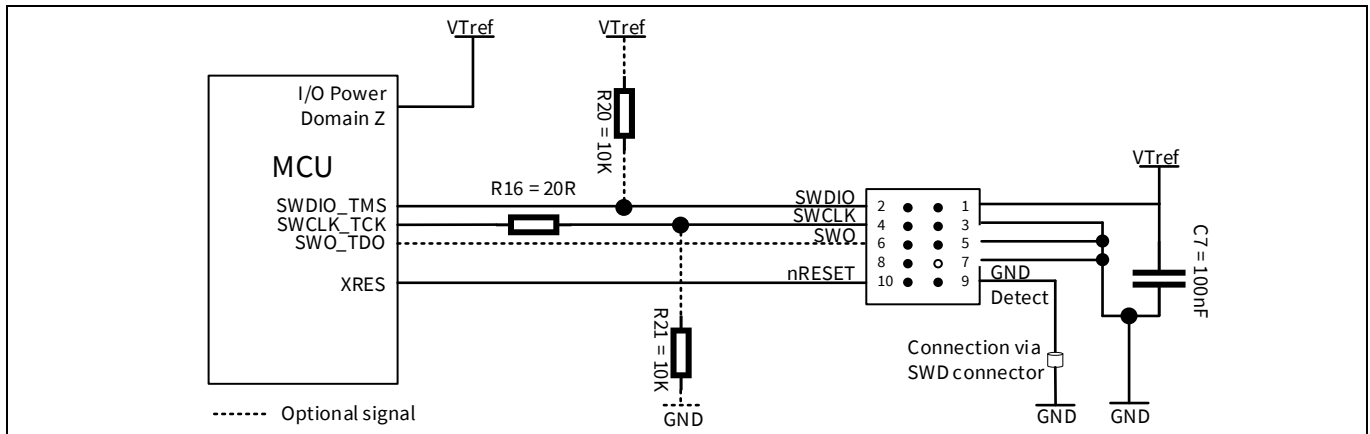 VTref
VTref
I/O Power
Domain Z
R20 = 10K
MCU
VTref
R16 = 20R
SWDIO_TMS
SWDIO
2
1
SWCLK_TCK
SWCLK
4
3
SWO_TDO
SWO
6
5
8
7
XRES
nRESET
10
9
GND
Detect
C7 = 100nF
R21 = 10K
Connection via
SWD connector
Optional signal
GND
GND
GND